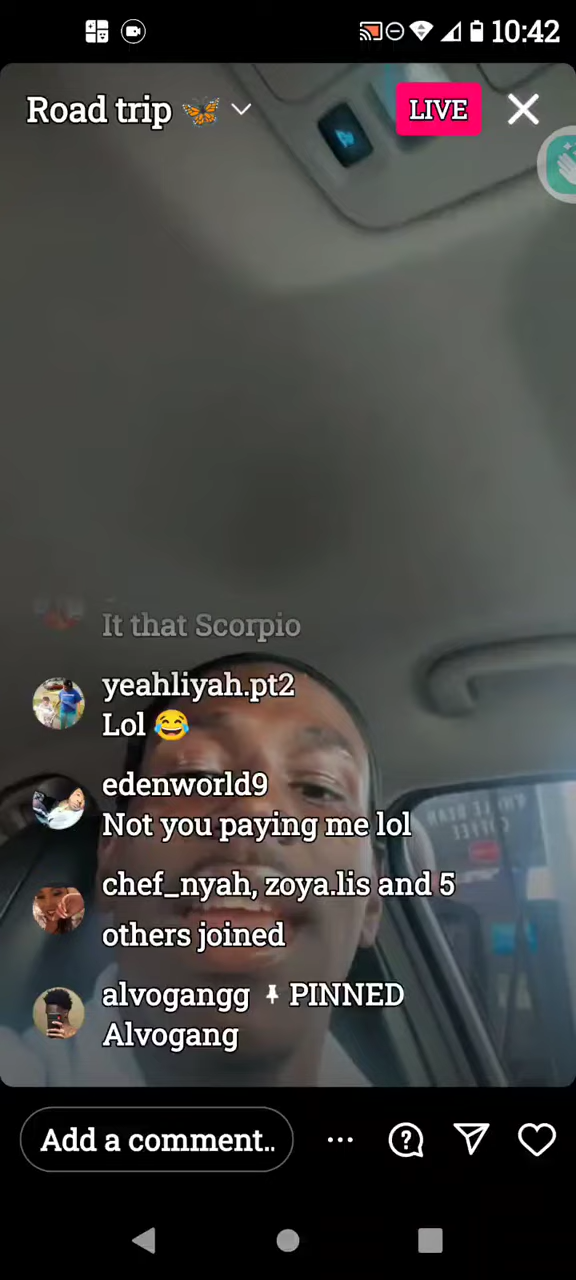 10:42
Road trip 🦋
LIVE
It that Scorpio
yeahliyah.pt2
Lol 😂
edenworld9
Not you paying me lol
chef_nyah, zoya.lis and 5
others joined
alvogangg PINNED
Alvogang
Add a comment..